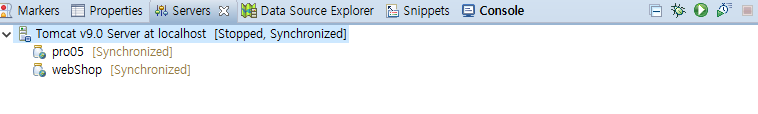 Markers Properties Servers Data Source Explorer Snippets Console
Tomcat v9.0 Server at localhost [Stopped, Synchronized]
pro05 [Synchronized]
webShop [Synchronized]